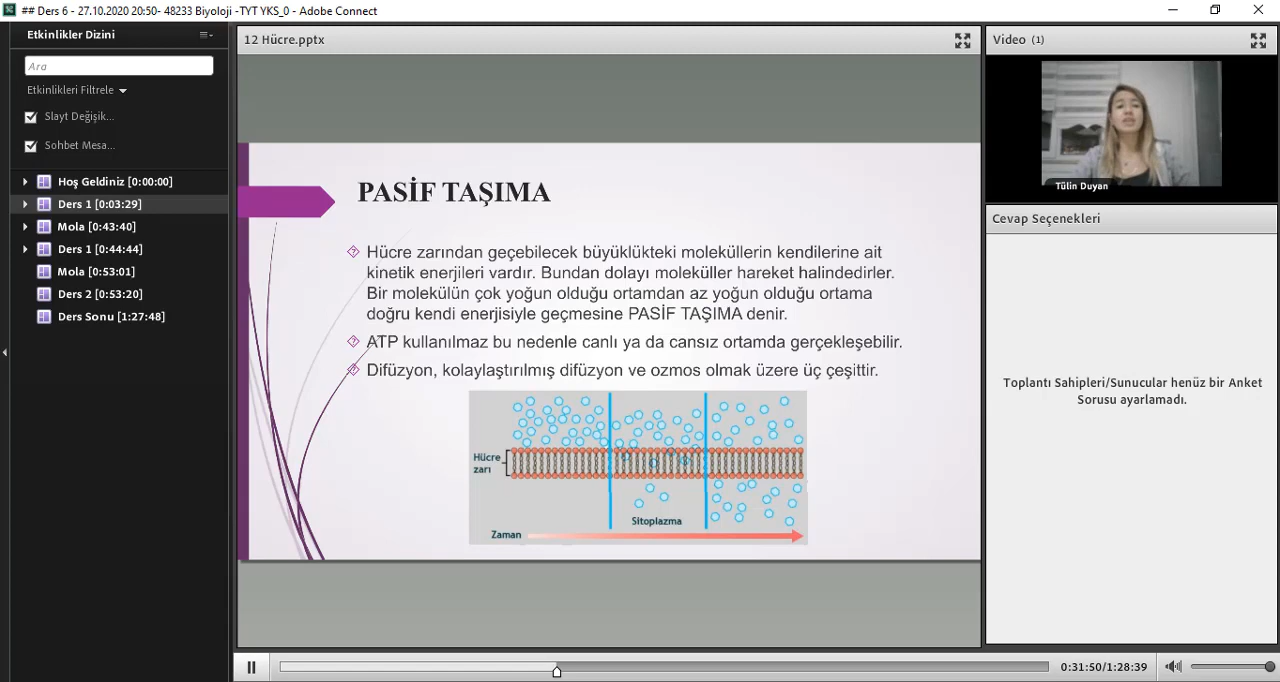 ## Ders 6 - 27.10.2020 20:50- 48233 Biyoloji -TYT YKS_0 - Adobe Connect
Etkinlikler Dizini
Ara
Etkinlikleri Filtrele
Slayt Değişik...
Sohbet Mesa...
Hoş Geldiniz [0:00:00]
Ders 1 [0:03:29]
Mola [0:43:40]
Ders 1 [0:44:44]
Mola [0:53:01]
Ders 2 [0:53:20]
Ders Sonu [1:27:48]
12 Hücre.pptx
PASİF TAŞIMA
Hücre zarından geçebilecek büyüklükteki moleküllerin kendilerine ait
kinetik enerjileri vardır. Bundan dolayı moleküller hareket halindedirler.
Bir molekülün çok yoğun olduğu ortamdan az yoğun olduğu ortama
doğru kendi enerjisiyle geçmesine PASİF TAŞIMA denir.
ATP kullanılmaz bu nedenle canlı ya da cansız ortamda gerçekleşebilir.
Difüzyon, kolaylaştırılmış difüzyon ve ozmos olmak üzere üç çeşittir.
Hücre
zarı
Sitoplazma
Zaman
Video (1)
Tülin Duyan
Cevap Seçenekleri
Toplantı Sahipleri/Sunucular henüz bir Anket
Sorusu ayarlamadı.
0:31:50/1:28:39